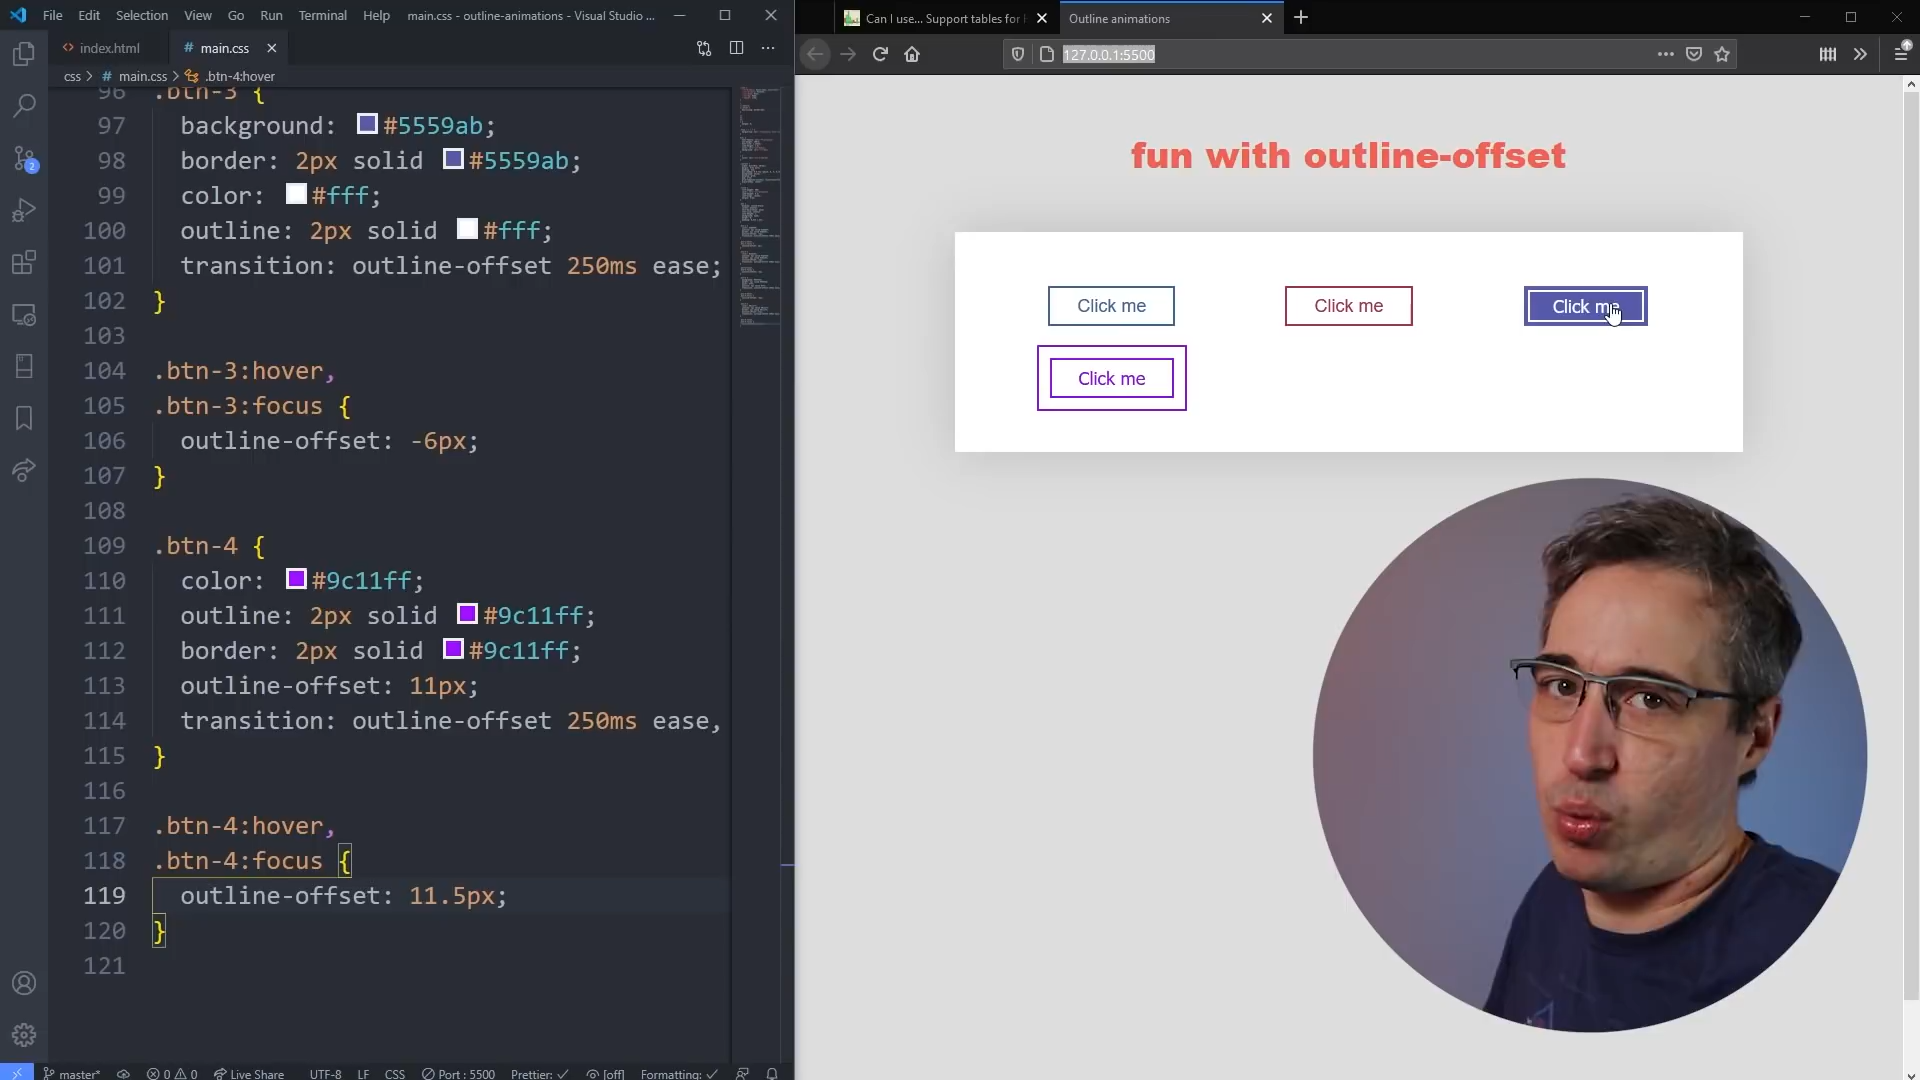 File Edit Selection View Go Run Terminal Help main.css - outline-animations - Visual Studio ...
index.html
main.css
css > main.css > .btn-4:hover
96 .btn-3 {
97 background: #5559ab;
98 border: 2px solid #5559ab;
99 color: #fff;
100 outline: 2px solid #fff;
101 transition: outline-offset 250ms ease;
102 }
103
104 .btn-3:hover,
105 .btn-3:focus {
106 outline-offset: -6px;
107 }
108
109 .btn-4 {
110 color: #9c11ff;
111 outline: 2px solid #9c11ff;
112 border: 2px solid #9c11ff;
113 outline-offset: 11px;
114 transition: outline-offset 250ms ease,
115 }
116
117 .btn-4:hover,
118 .btn-4:focus {
119 outline-offset: 11.5px;
120 }
121
2
master* 0 0 Live Share UTF-8 LF CSS Port : 5500 Prettier: [off] Formatting:
Can I use... Support tables for
Outline animations
127.0.0.1:5500
fun with outline-offset
Click me
Click me
Click me
Click me